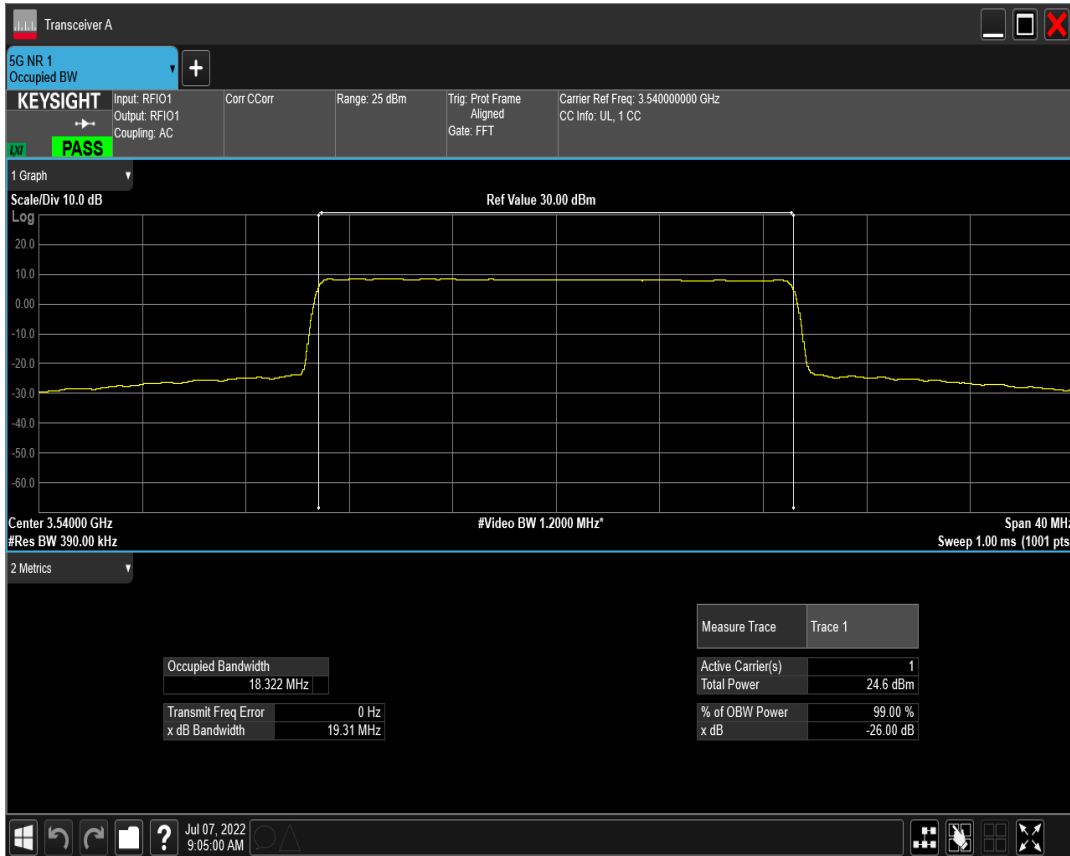 Transceiver A
5G NR 1
Occupied BW
KEYSIGHT
LXI
PASS
Input: RFIO1
Output: RFIO1
Coupling: AC
Corr CCorr
Range: 25 dBm
Trig: Prot Frame
Aligned
Gate: FFT
Carrier Ref Freq: 3.540000000 GHz
CC Info: UL, 1 CC
1 Graph
Scale/Div 10.0 dB
Ref Value 30.00 dBm
Log
20.0
10.0
0.00
-10.0
-20.0
-30.0
-40.0
-50.0
-60.0
Center 3.54000 GHz
#Video BW 1.2000 MHz*
Span 40 MHz
#Res BW 390.00 kHz
Sweep 1.00 ms (1001 pts
2 Metrics
Measure Trace Trace 1
Occupied Bandwidth
18.322 MHz
Active Carrier(s) 1
Total Power 24.6 dBm
Transmit Freq Error 0 Hz
x dB Bandwidth 19.31 MHz
% of OBW Power 99.00 %
x dB -26.00 dB
?
Jul 07, 2022
9:05:00 AM